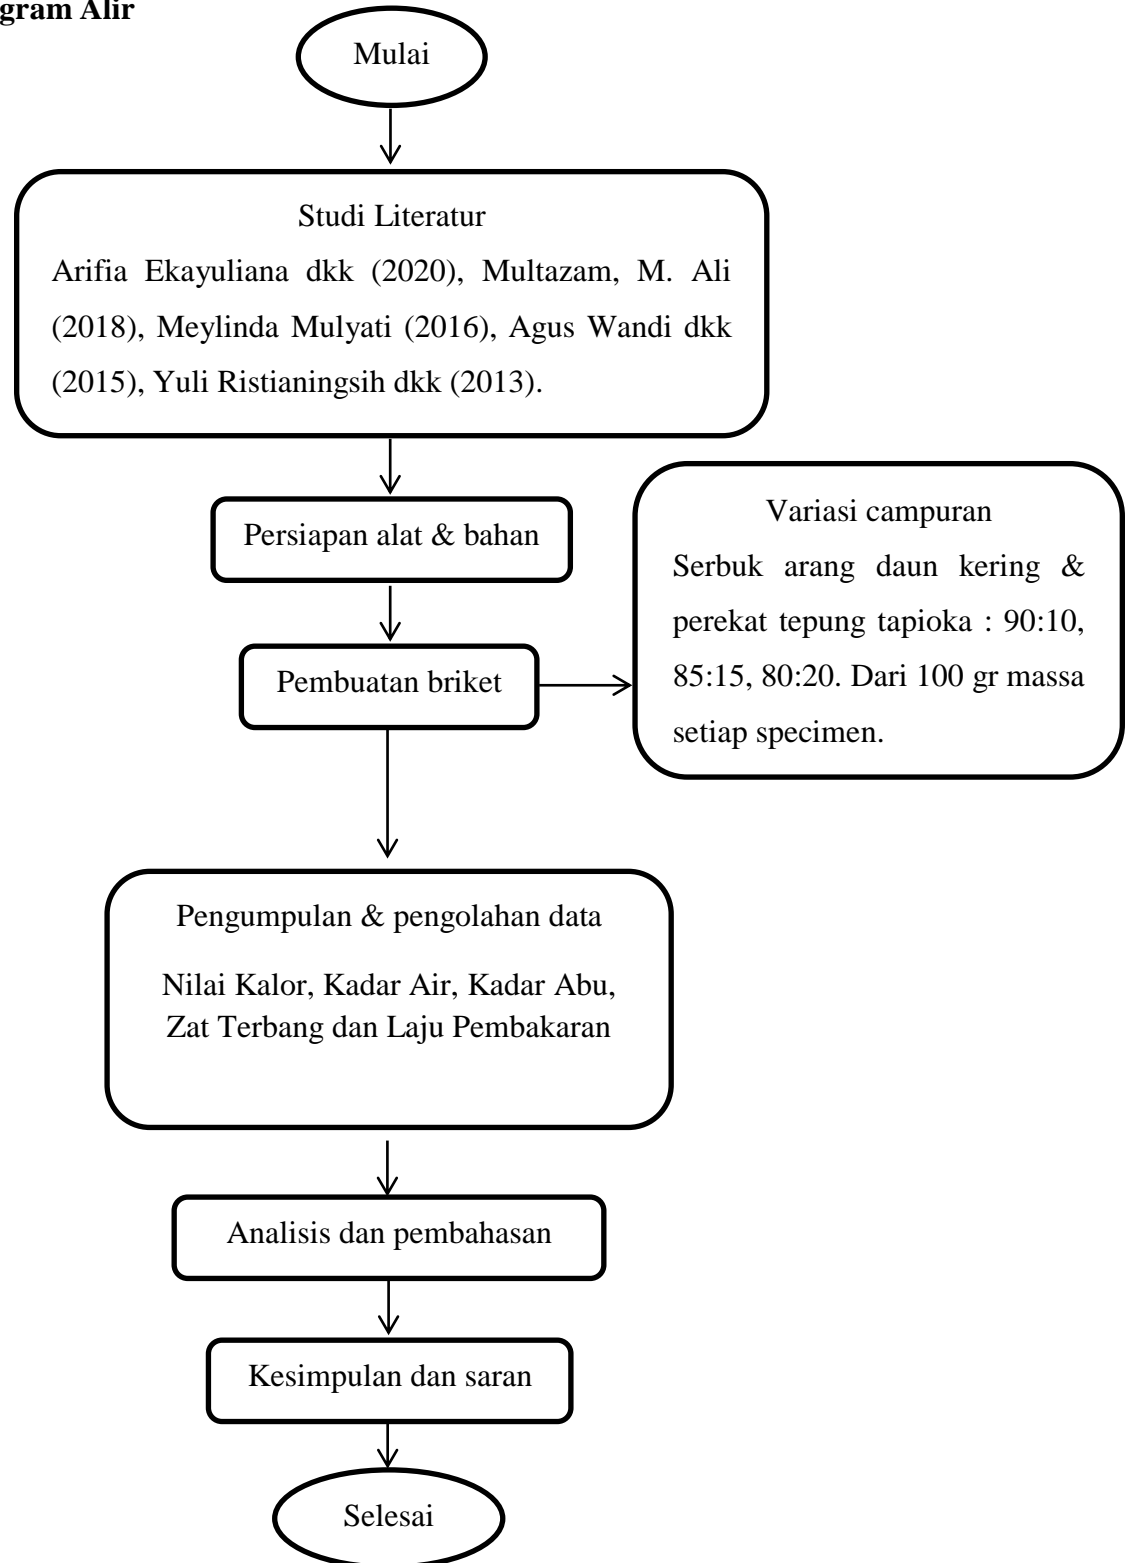 gram Alir
Mulai
Studi Literatur
Arifia Ekayuliana dkk (2020), Multazam, M. Ali
(2018), Meylinda Mulyati (2016), Agus Wandi dkk
(2015), Yuli Ristianingsih dkk (2013).
Persiapan alat & bahan
Pembuatan briket
Variasi campuran
Serbuk arang daun kering &
perekat tepung tapioka : 90:10,
85:15, 80:20. Dari 100 gr massa
setiap specimen.
Pengumpulan & pengolahan data
Nilai Kalor, Kadar Air, Kadar Abu,
Zat Terbang dan Laju Pembakaran
Analisis dan pembahasan
Kesimpulan dan saran
Selesai